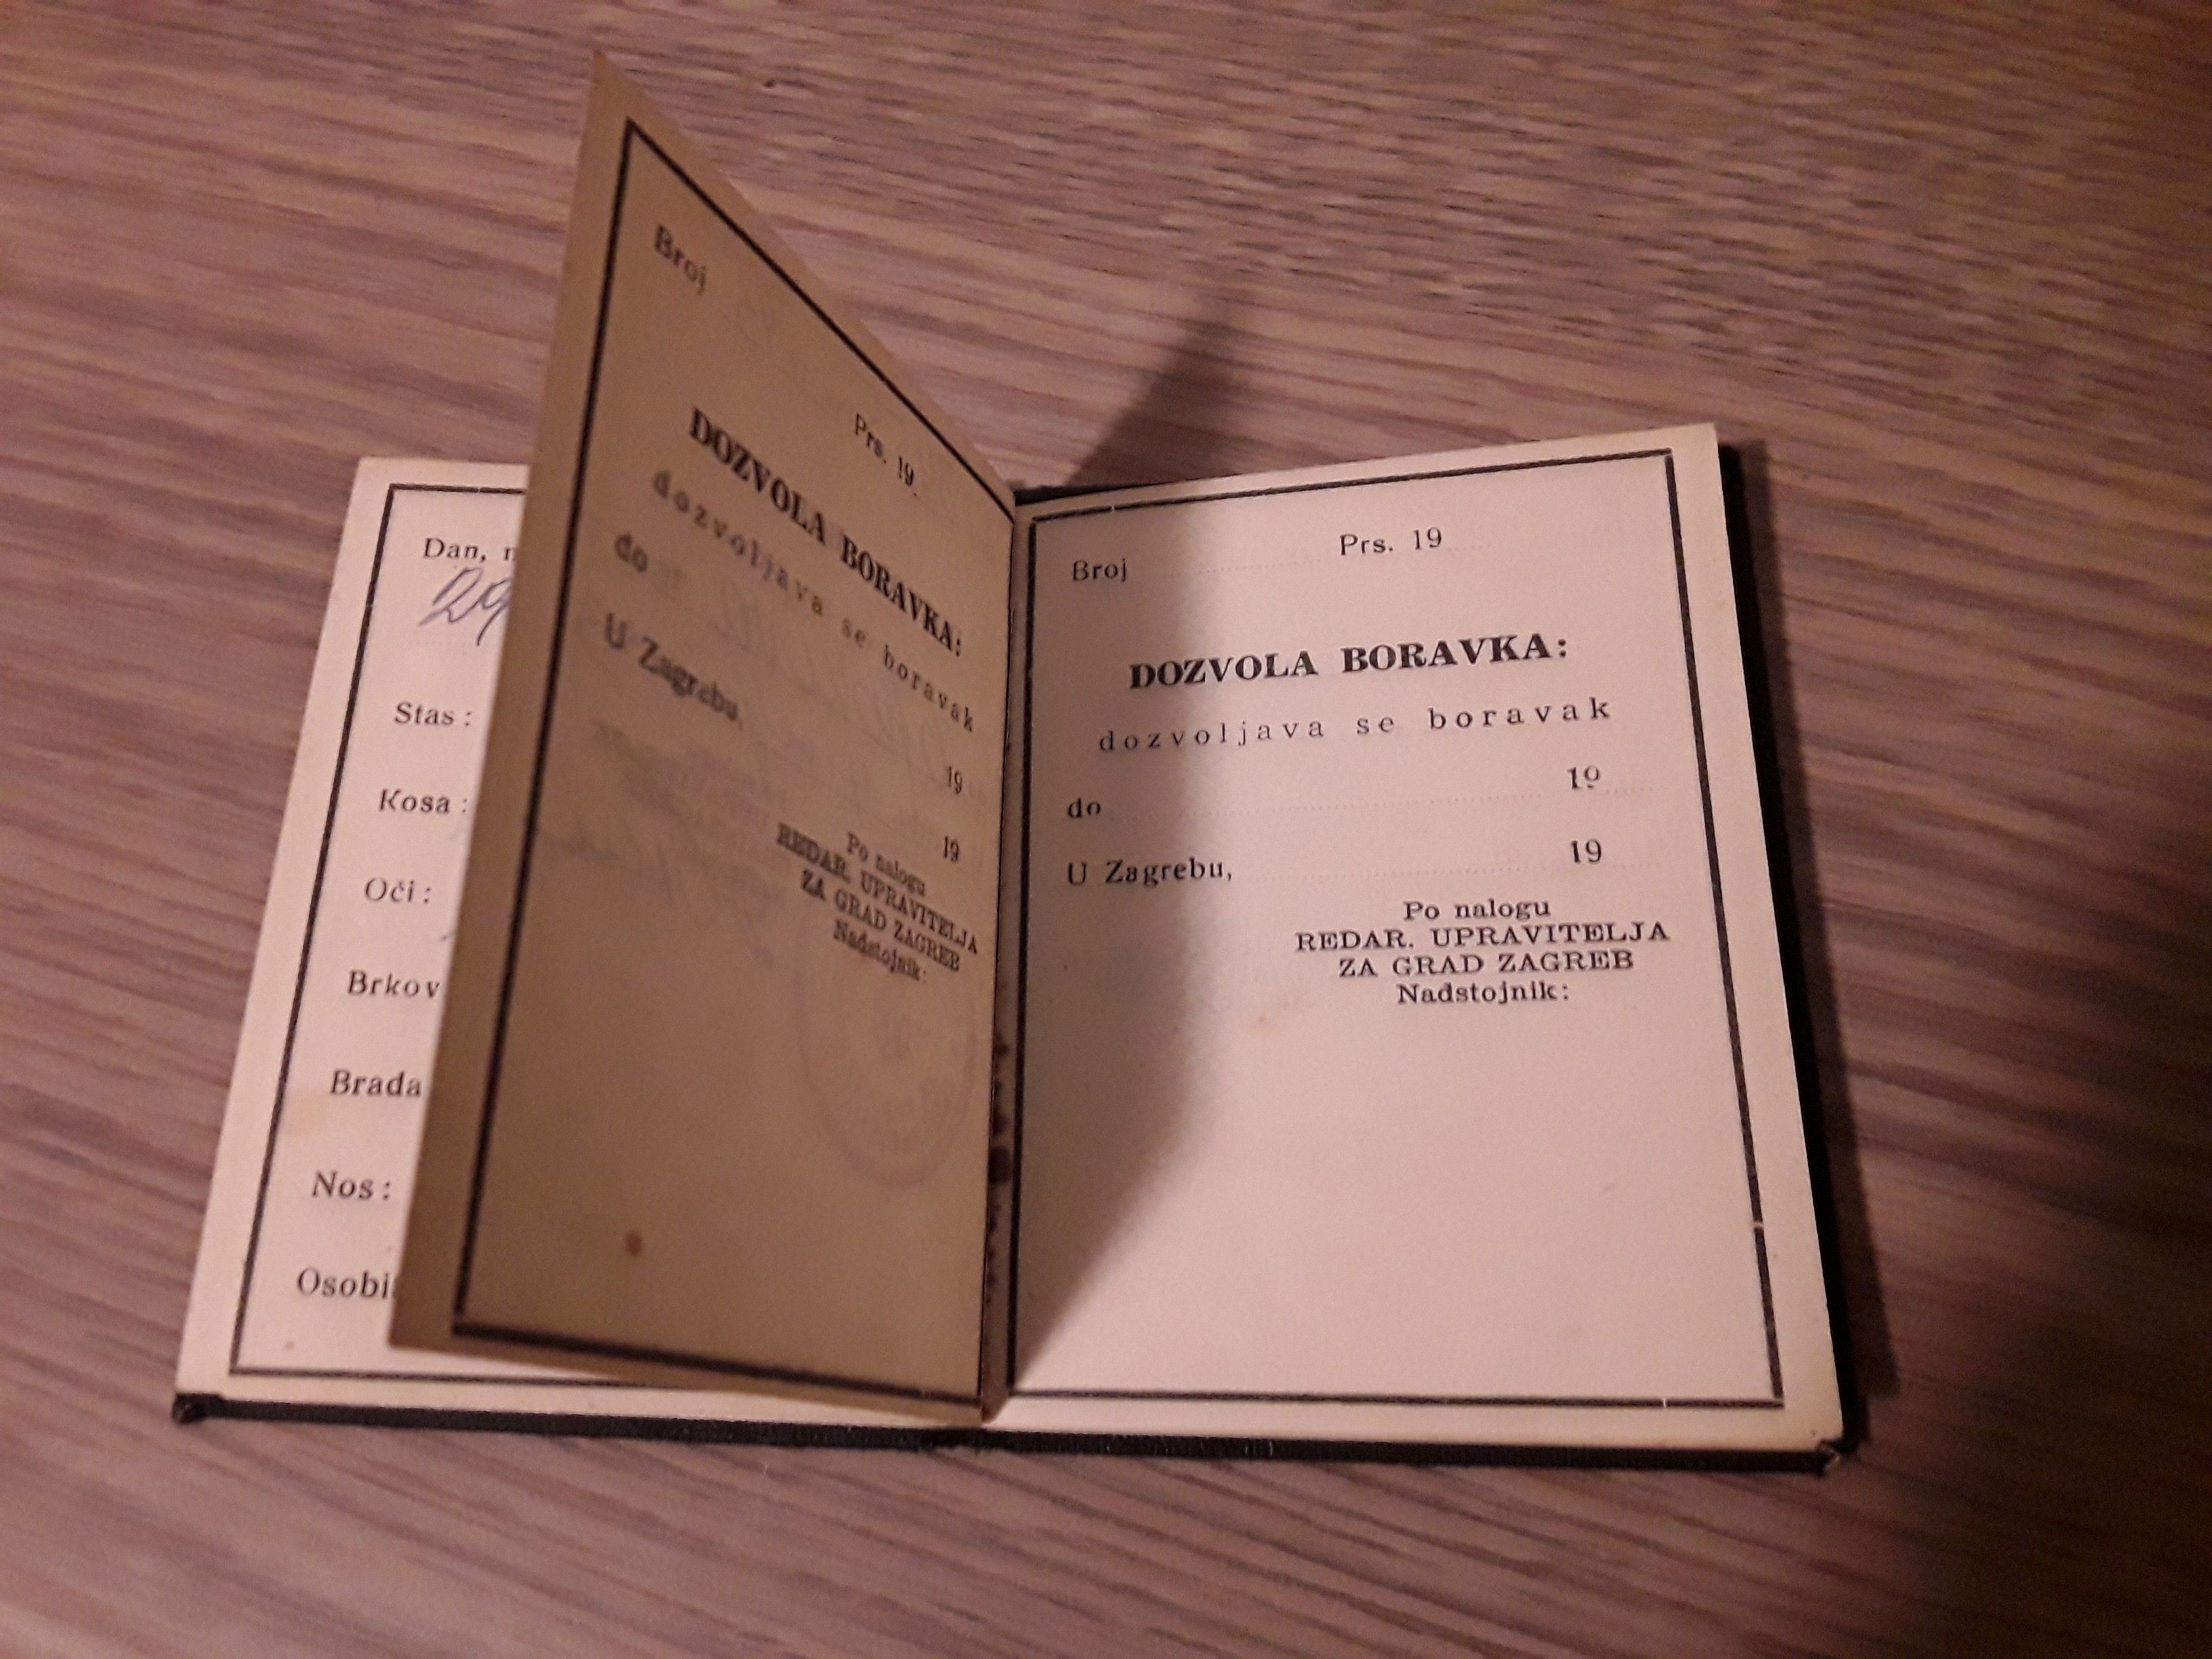 Dan, 
29
Stas:
Kosa:
Oči:
Brkov
Brada
Nos:
Osobi
Broj
Prs. 19
DOZVOLA BORAVKA:
dozvoljava se boravak
do 19
U Zagrebu, 19
Po nalogu
REDAR. UPRAVITELJA
ZA GRAD ZAGREB
Nadstojnik:
Broj Prs. 19
DOZVOLA BORAVKA:
dozvoljava se boravak
do 19
U Zagrebu, 19
Po nalogu
REDAR. UPRAVITELJA
ZA GRAD ZAGREB
Nadstojnik: